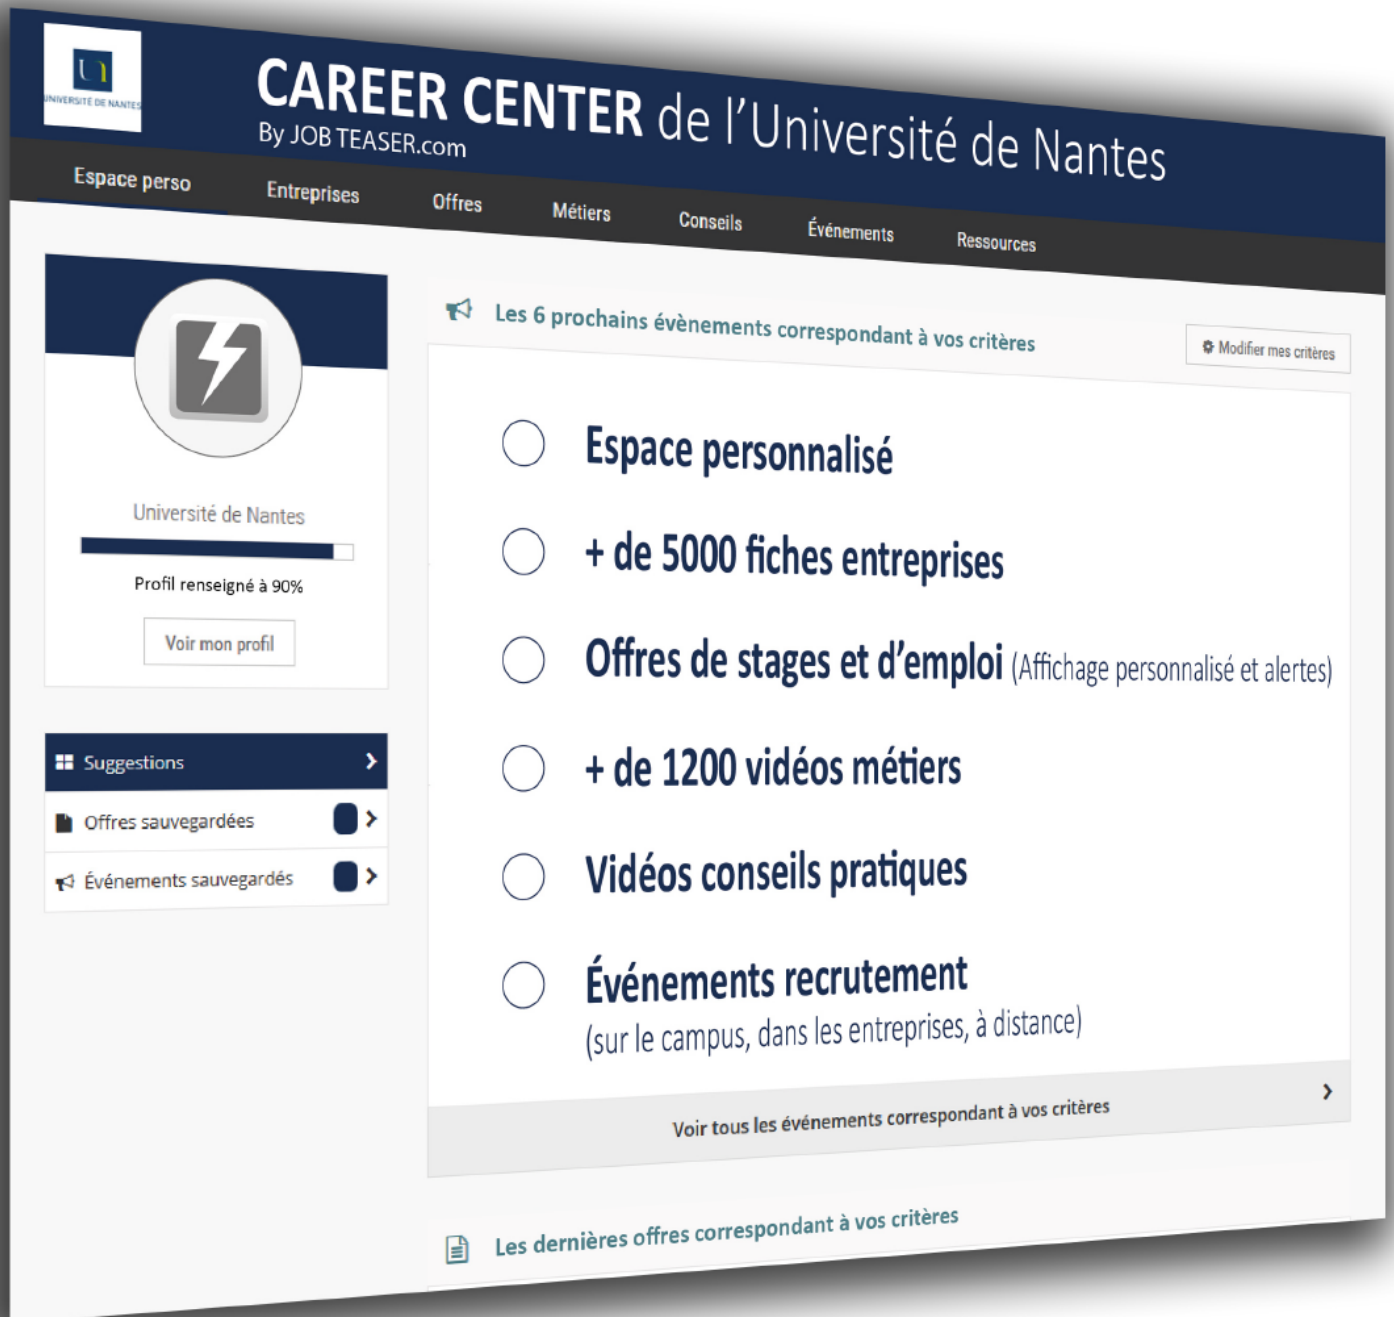 UNIVERSITÉ DE NANTES
CAREER CENTER de l'Université de Nantes
By JOB TEASER.com
Espace perso
Entreprises
Offres
Métiers
Conseils
Événements
Ressources
Université de Nantes
Profil renseigné à 90%
Voir mon profil
Suggestions
Offres sauvegardées
Événements sauvegardés
Les 6 prochains évènements correspondant à vos critères
Modifier mes critères
Espace personnalisé
+ de 5000 fiches entreprises
Offres de stages et d'emploi (Affichage personnalisé et alertes)
+ de 1200 vidéos métiers
Vidéos conseils pratiques
Événements recrutement
(sur le campus, dans les entreprises, à distance)
Voir tous les événements correspondant à vos critères
Les dernières offres correspondant à vos critères